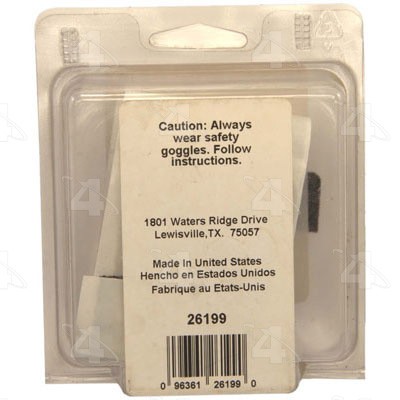 Caution: Always
wear safety
goggles. Follow
instructions.
1801 Waters Ridge Drive
Lewisville,TX. 75057
Made In United States
Hencho en Estados Unidos
Fabrique au Etats-Unis
26199
0 96361 26199 0